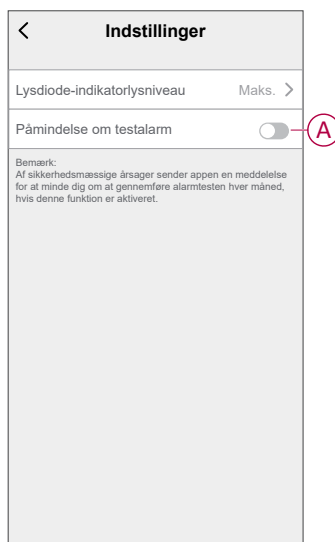 Indstillinger
Lysdiode-indikatorlysniveau Maks.
Påmindelse om testalarm A
Bemærk:
Af sikkerhedsmæssige årsager sender appen en meddelelse
for at minde dig om at gennemføre alarmtesten hver måned,
hvis denne funktion er aktiveret.